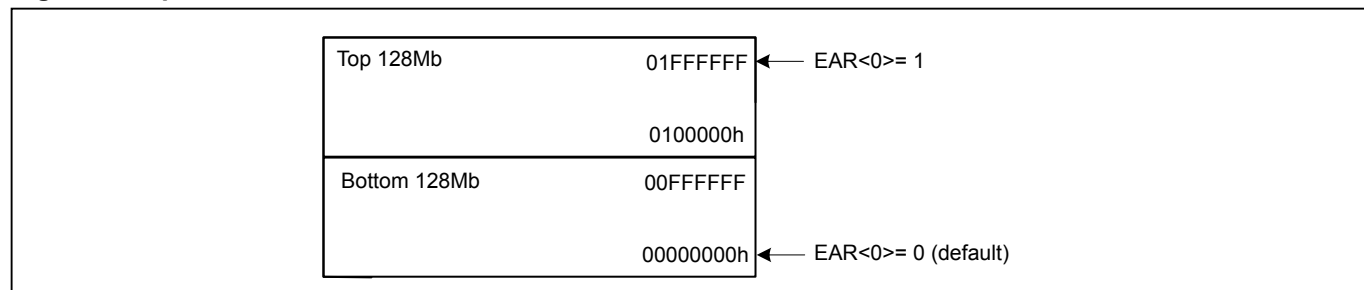 Top 128Mb 01FFFFFF EAR<0>= 1
0100000h
Bottom 128Mb 00FFFFFF
00000000h EAR<0>= 0 (default)